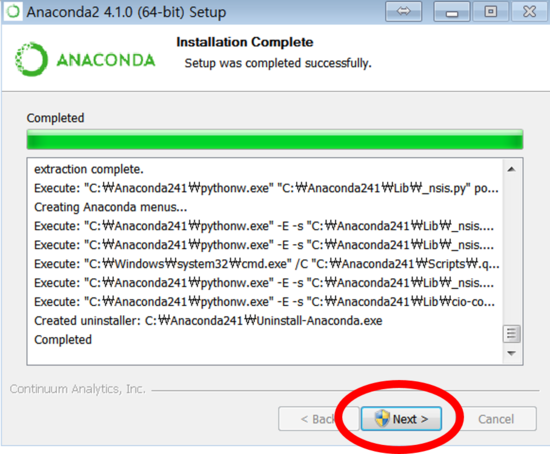 Anaconda2 4.1.0 (64-bit) Setup
ANACONDA
Installation Complete
Setup was completed successfully.
Completed
extraction complete.
Execute: "C:₩Anaconda241₩pythonw.exe" "C:₩Anaconda241₩Lib₩_nsis.py" po...
Creating Anaconda menus...
Execute: "C:₩Anaconda241₩pythonw.exe" -E -s "C:₩Anaconda241₩Lib₩_nsis....
Execute: "C:₩Anaconda241₩pythonw.exe" -E -s "C:₩Anaconda241₩Lib₩_nsis....
Execute: "C:₩Windows₩system32₩cmd.exe" /C "C:₩Anaconda241₩Scripts₩.q...
Execute: "C:₩Anaconda241₩pythonw.exe" -E -s "C:₩Anaconda241₩Lib₩_nsis....
Execute: "C:₩Anaconda241₩pythonw.exe" -E -s "C:₩Anaconda241₩Lib₩cio-co...
Created uninstaller: C:₩Anaconda241₩Uninstall-Anaconda.exe
Completed
Continuum Analytics, Inc.
< Back
Next >
Cancel